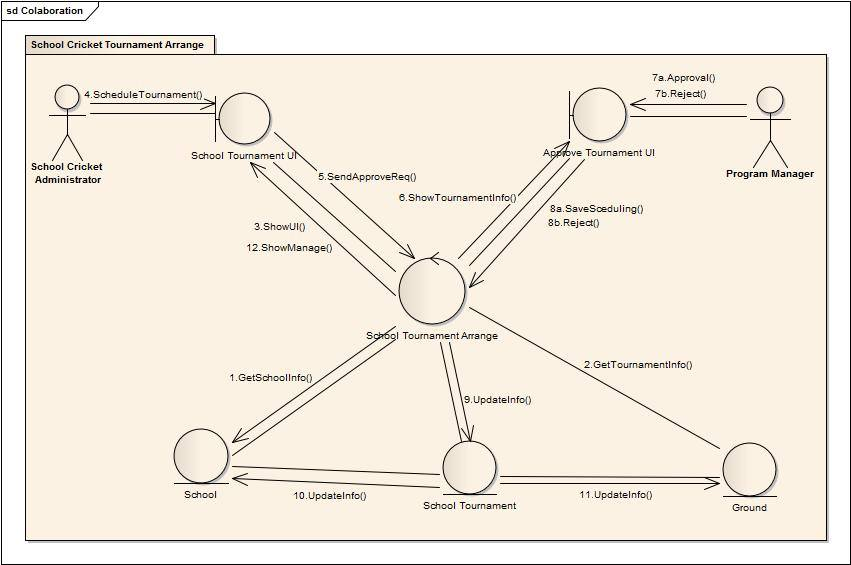 sd Colaboration
School Cricket Tournament Arrange
7a.Approval()
4.ScheduleTournament()
7b.Reject()
School Tournament UI
Approve Tournament UI
School Cricket
Administrator
Program Manager
5.SendApproveReq()
6.ShowTournamentInfo()
8a.SaveSceduling()
8b.Reject()
3.ShowUI()
12.ShowManage()
School Tournament Arrange
2.GetTournamentInfo()
1.GetSchoolInfo()
9.UpdateInfo()
School
10.UpdateInfo()
11.UpdateInfo()
School Tournament
Ground